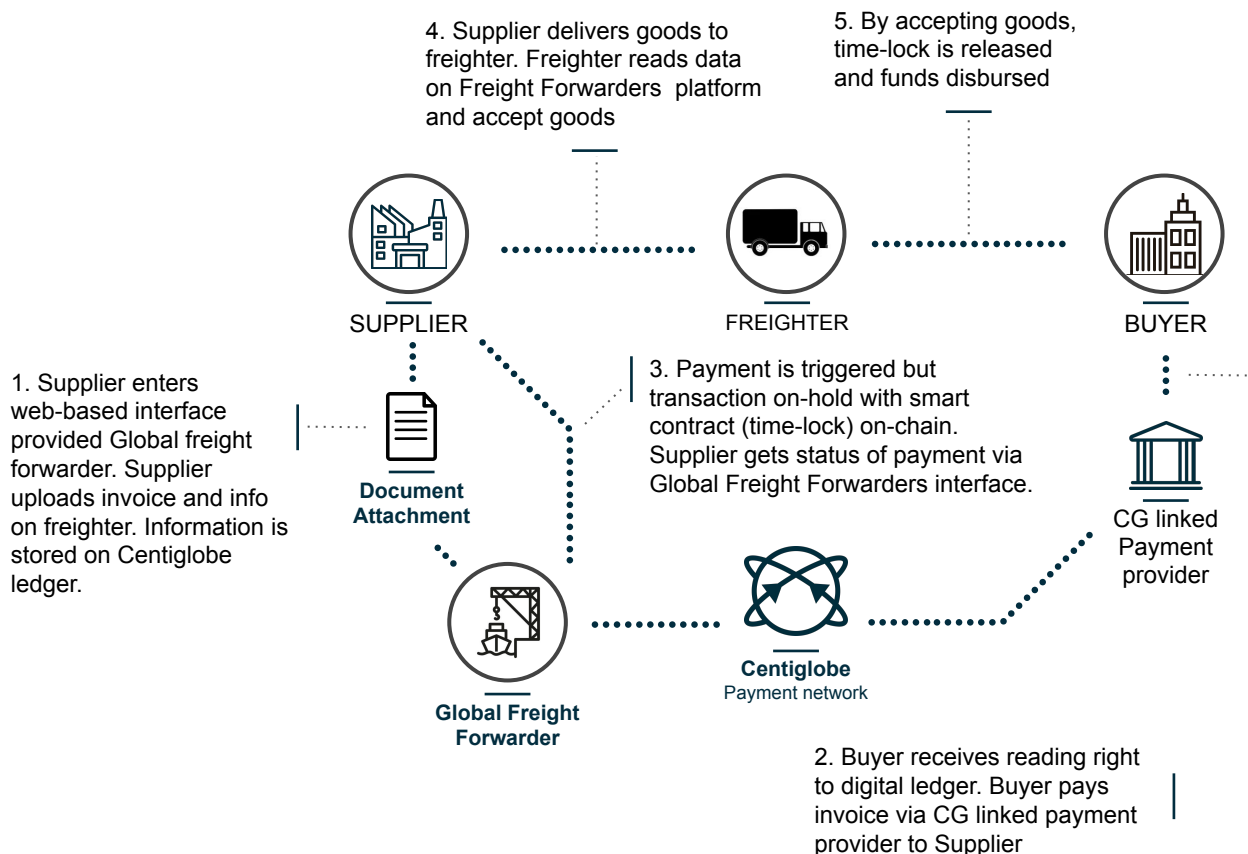 4. Supplier delivers goods to
freighter. Freighter reads data
on Freight Forwarders  platform
and accept goods
5. By accepting goods,
time-lock is released
and funds disbursed
SUPPLIER
FREIGHTER
BUYER
1. Supplier enters
web-based interface
provided Global freight
forwarder. Supplier
uploads invoice and info
on freighter. Information is
stored on Centiglobe
ledger.
Document
Attachment
3. Payment is triggered but
transaction on-hold with smart
contract (time-lock) on-chain.
Supplier gets status of payment via
Global Freight Forwarders interface.
CG linked
Payment
provider
Global Freight
Forwarder
Centiglobe
Payment network
2. Buyer receives reading right
to digital ledger. Buyer pays
invoice via CG linked payment
provider to Supplier